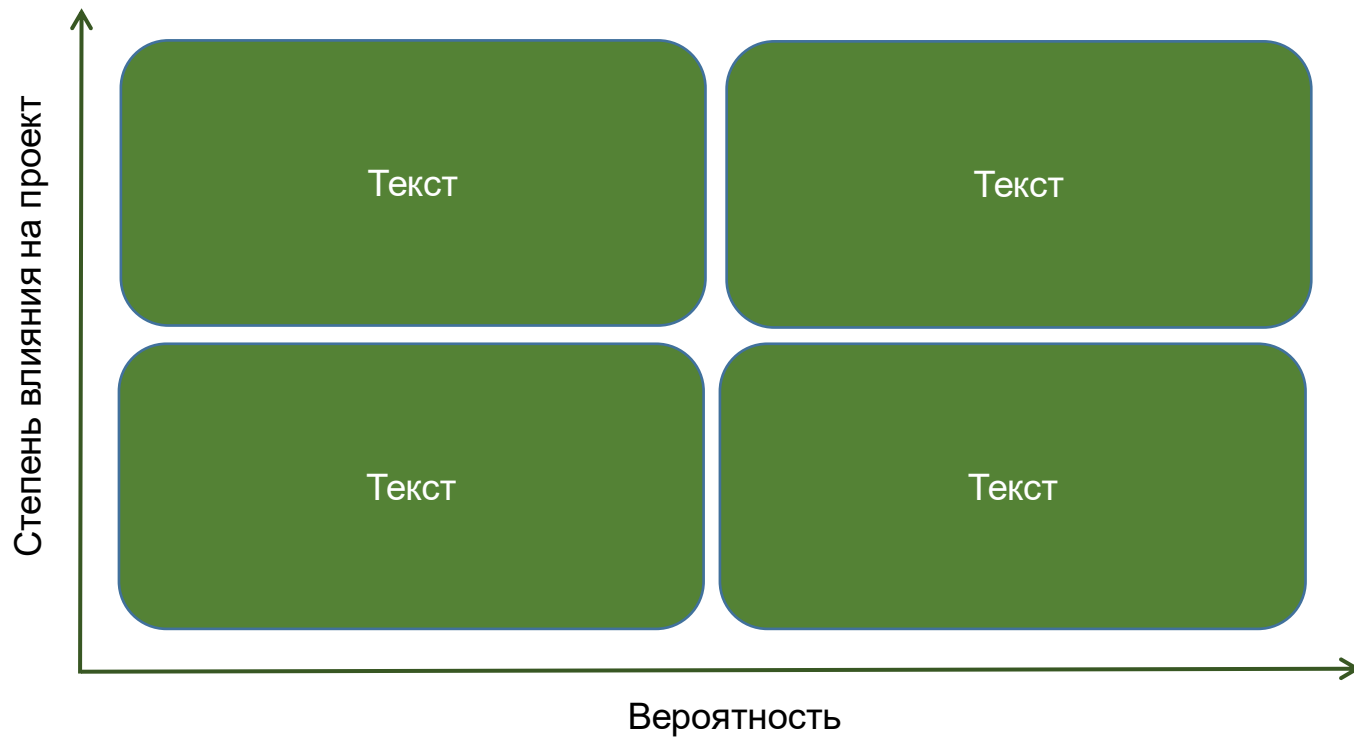 Степень влияния на проект
Текст
Текст
Текст
Текст
Вероятность